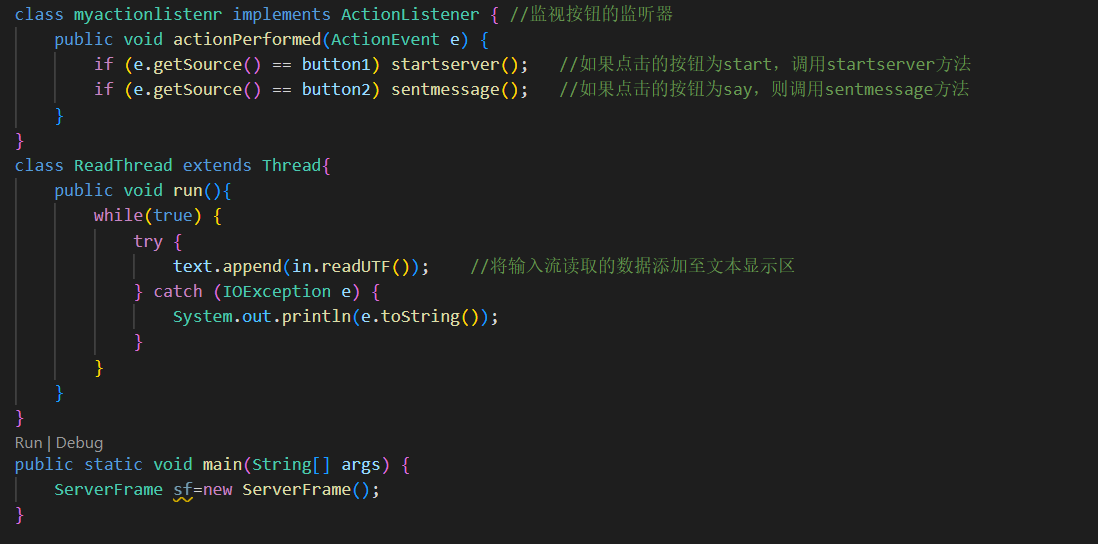 class myactionlistenr implements ActionListener { //监视按钮的监听器
    public void actionPerformed(ActionEvent e) {
        if (e.getSource() == button1) startserver();   //如果点击的按钮为start，调用startserver方法
        if (e.getSource() == button2) sentmessage();   //如果点击的按钮为say，则调用sentmessage方法
    }
}
class ReadThread extends Thread{
    public void run(){
        while(true) {
            try {
                text.append(in.readUTF());    //将输入流读取的数据添加至文本显示区
            } catch (IOException e) {
                System.out.println(e.toString());
            }
        }
    }
}
Run | Debug
public static void main(String[] args) {
    ServerFrame sf=new ServerFrame();
}